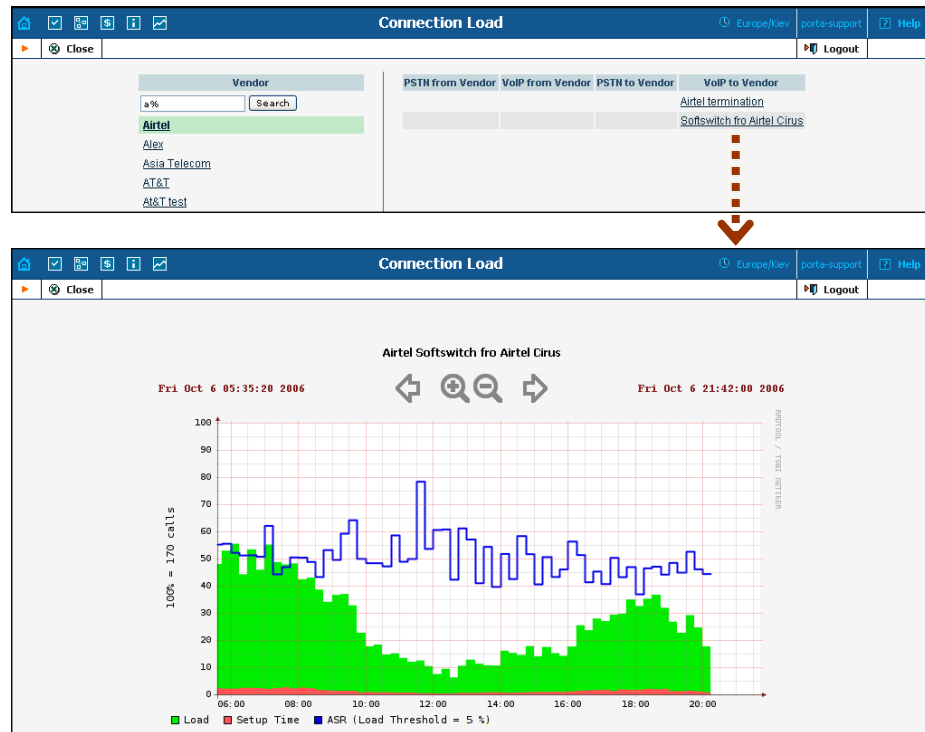 Connection Load
Europe/Kiev
porta-support
Help
Close
Logout
Vendor
PSTN from Vendor VoIP from Vendor PSTN to Vendor VoIP to Vendor
a%
Search
Airtel termination
Airtel
Softswitch fro Airtel Cirus
Alex
Asia Telecom
AT&T
At&T test
Connection Load
Europe/Kiev
porta-support
Help
Close
Logout
Airtel Softswitch fro Airtel Cirus
Fri Oct 6 05:35:20 2006
Fri Oct 6 21:42:00 2006
RRDTOOL / TOBI OETIKER
100% = 170 calls
100
90
80
70
60
50
40
30
20
10
0
06:00 08:00 10:00 12:00 14:00 16:00 18:00 20:00
Load Setup Time ASR (Load Threshold = 5 %)